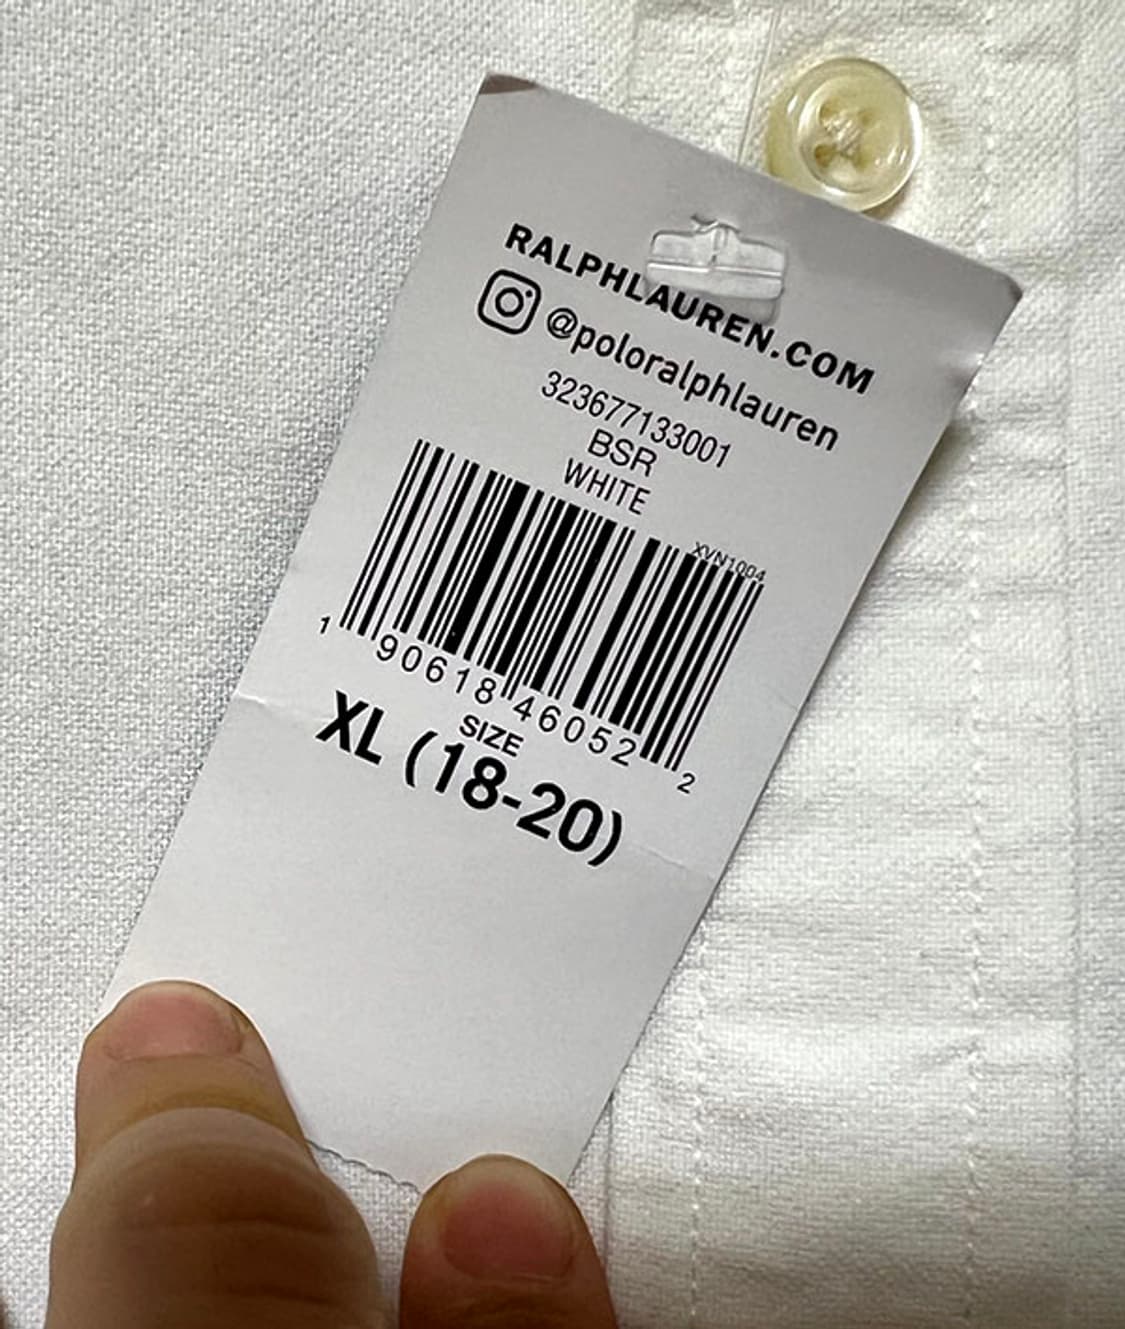 RALPHLAUREN.COM
@poloralphlauren
323677133001
BSR
WHITE
XVN1004
1 90618 46052 2
SIZE
XL (18-20)